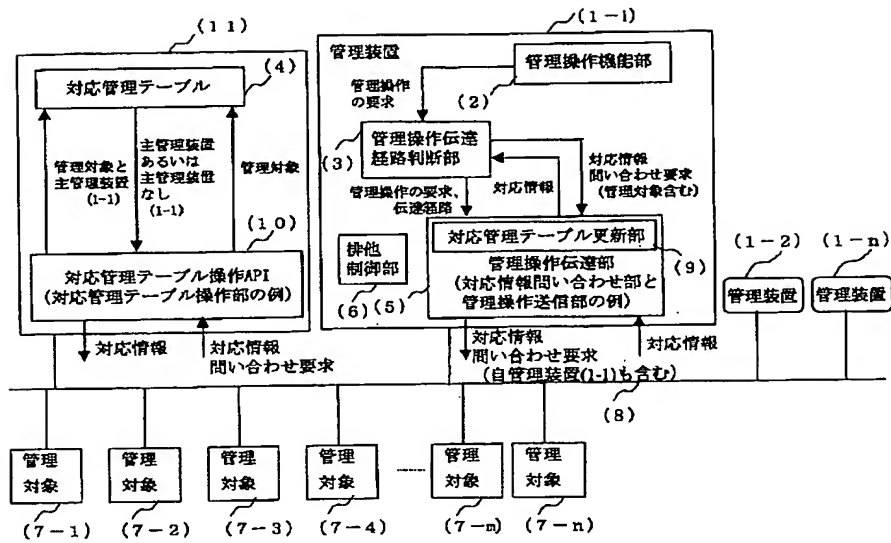 (11)
対応管理テーブル
(4)
管理対象と
主管理装置
(1-1)
主管理装置
あるいは
主管理装置
なし
(1-1)
管理対象
(10)
対応管理テーブル操作API
(対応管理テーブル操作部の例)
対応情報
対応情報
問い合わせ要求
(1-1)
管理装置
管理操作機能部
(2)
管理操作
の要求
管理操作伝達
経路判断部
(3)
対応情報
問い合わせ要求
(管理対象含む)
管理操作の要求、
伝達経路
対応情報
対応管理テーブル更新部
(9)
管理操作伝達部
(対応情報問い合わせ部と
管理操作送信部の例)
(5)
排他
制御部
(6)
対応情報
問い合わせ要求
(自管理装置(1-1)も含む)
対応情報
(8)
(1-2)
管理装置
(1-n)
管理装置
管理
対象
(7-1)
管理
対象
(7-2)
管理
対象
(7-3)
管理
対象
(7-4)
管理
対象
(7-m)
管理
対象
(7-n)